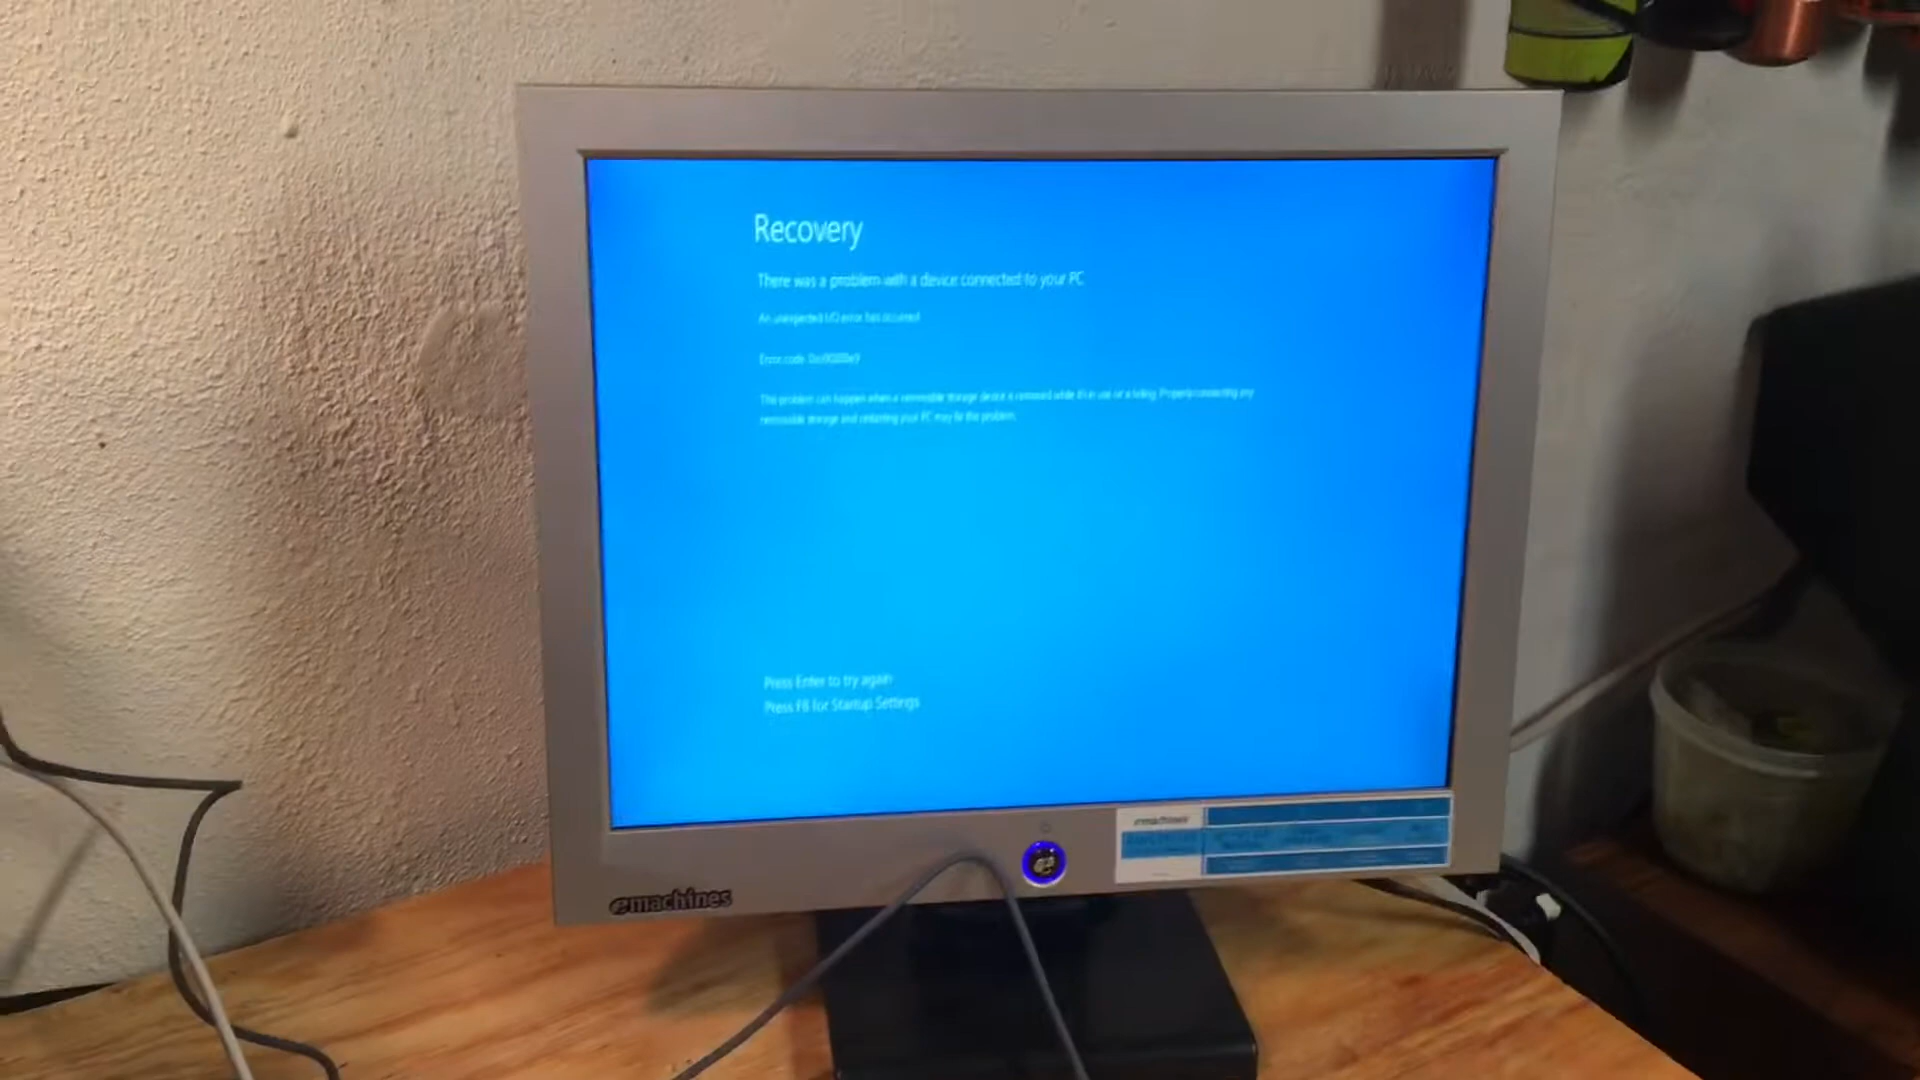 Recovery
There was a problem with a device connected to your PC
An unexpected I/O error has occurred
Error code: 0xc00000e9
This problem can happen when a removable storage device is removed while it's in use or is failing. Properly connecting any
removable storage and restarting your PC may fix the problem.
Press Enter to try again
Press F8 for Startup Settings
emachines
emachines